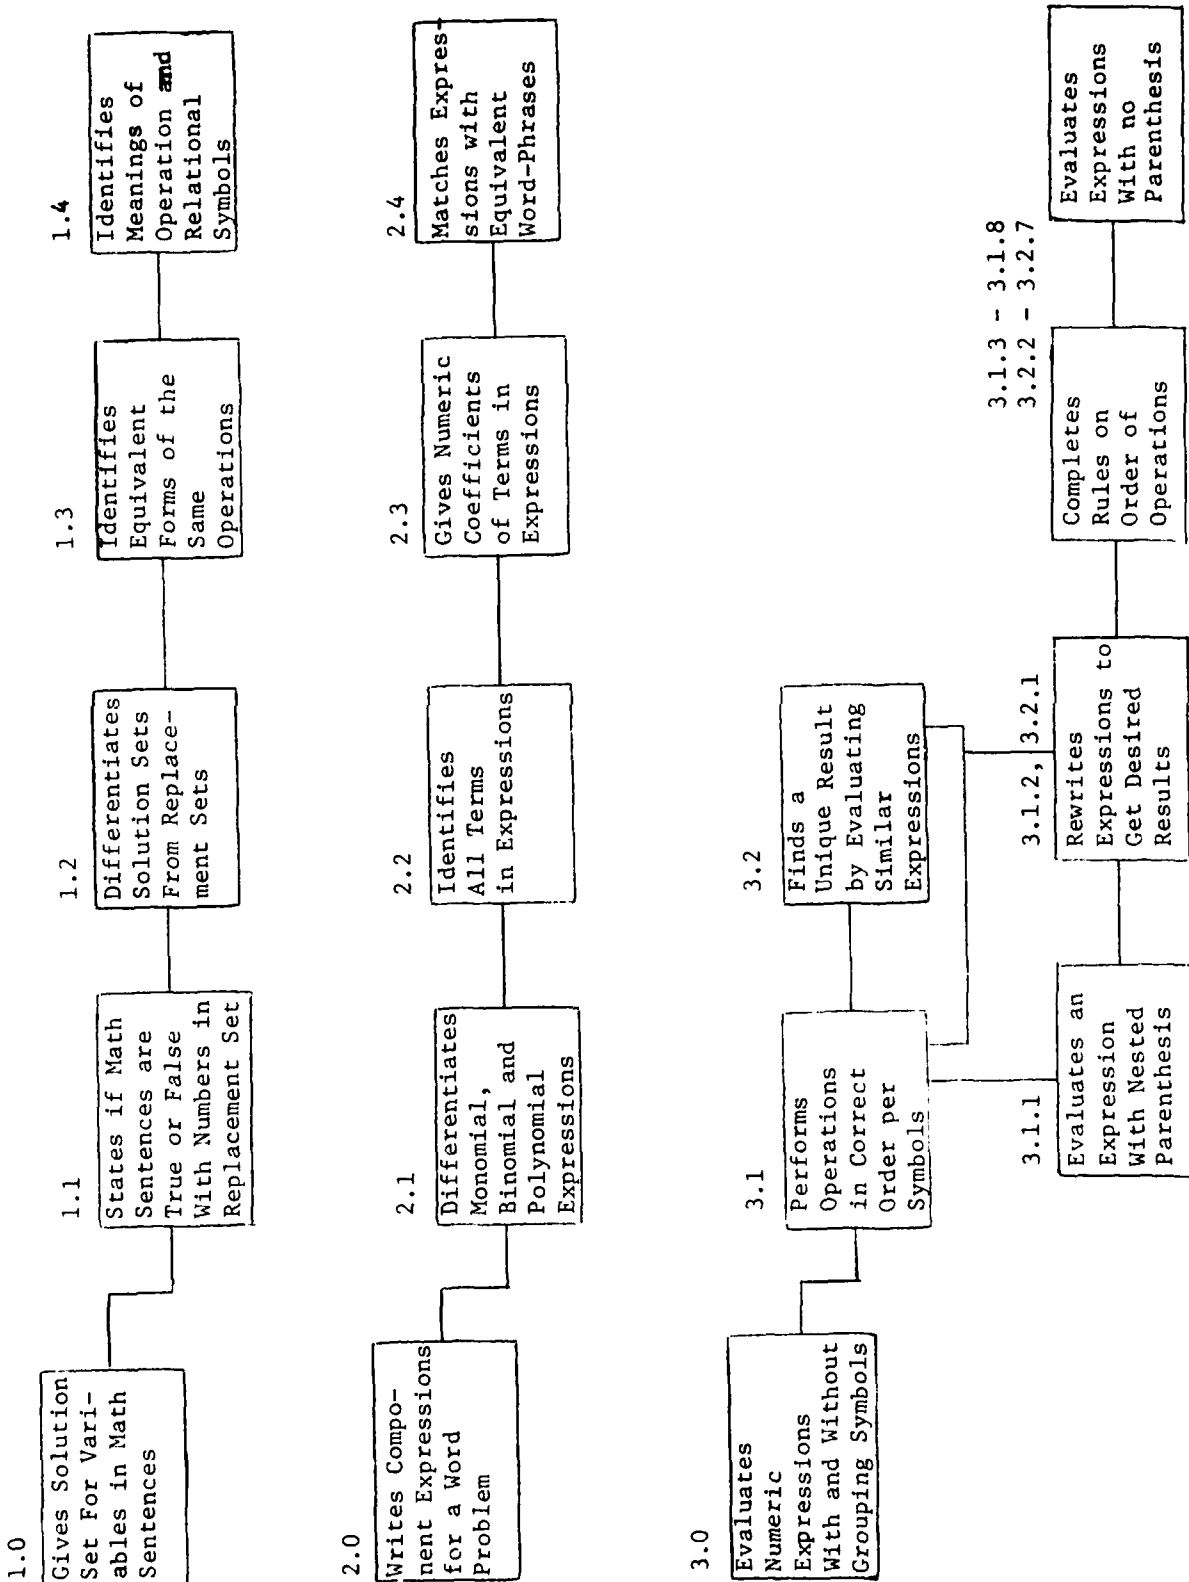 1.0
Gives Solution
Set For Vari-
ables in Math
Sentences
1.1
States if Math
Sentences are
True or False
With Numbers in
Replacement Set
1.2
Differentiates
Solution Sets
From Replace-
ment Sets
1.3
Identifies
Equivalent
Forms of the
Same
Operations
1.4
Identifies
Meanings of
Operation and
Relational
Symbols
2.0
Writes Compo-
nent Expressions
for a Word
Problem
2.1
Differentiates
Monomial,
Binomial and
Polynomial
Expressions
2.2
Identifies
All Terms
in Expressions
2.3
Gives Numeric
Coefficients
of Terms in
Expressions
2.4
Matches Expres-
sions with
Equivalent
Word-Phrases
3.0
Evaluates
Numeric
Expressions
With and Without
Grouping Symbols
3.1
Performs
Operations
in Correct
Order per
Symbols
3.2
Finds a
Unique Result
by Evaluating
Similar
Expressions
3.1.1
Evaluates an
Expression
With Nested
Parenthesis
3.1.2, 3.2.1
Rewrites
Expressions to
Get Desired
Results
3.1.3 - 3.1.8
3.2.2 - 3.2.7
Completes
Rules on
Order of
Operations
Evaluates
Expressions
With no
Parenthesis